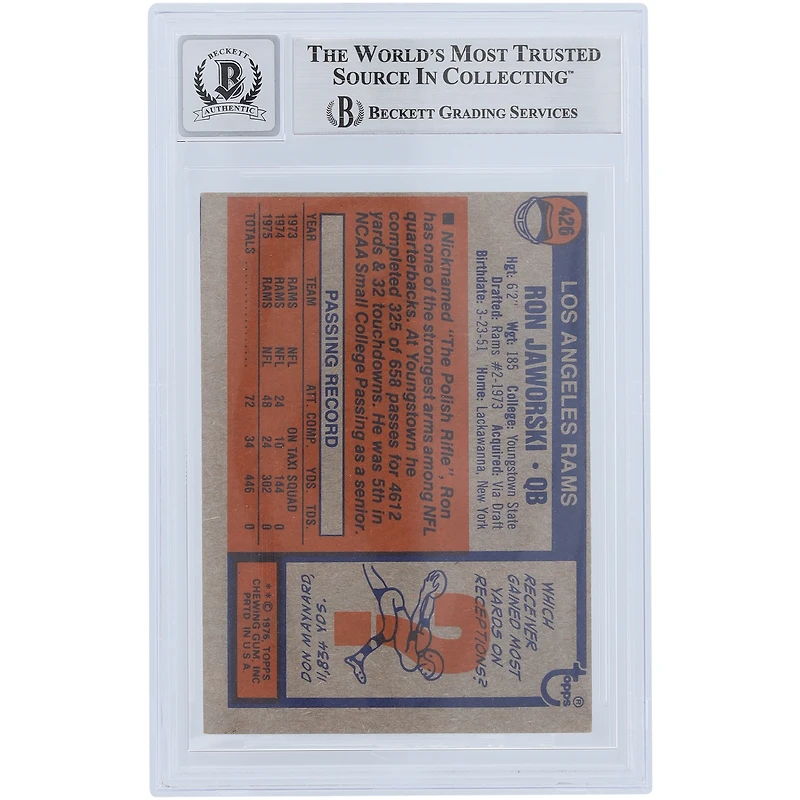 BECKETT
B
AUTHENTIC
THE WORLD'S MOST TRUSTED
SOURCE IN COLLECTING™
B BECKETT GRADING SERVICES
426
LOS ANGELES RAMS
RON JAWORSKI • QB
Hgt: 6'2" Wgt: 185 College: Youngstown State
Drafted: Rams #2-1973 Acquired: Via Draft
Birthdate: 3-23-51 Home: Lackawanna, New York
■ Nicknamed "The Polish Rifle", Ron
has one of the strongest arms among NFL
quarterbacks. At Youngstown he
completed 325 of 658 passes for 4612
yards & 32 touchdowns. He was 5th in
NCAA Small College Passing as a senior.
PASSING RECORD
YEAR TEAM ATT. COMP. YDS. TDS.
1973 RAMS NFL ON TAXI SQUAD
1974 RAMS NFL 24 10 144 0
1975 RAMS 48 24 302 0
TOTALS 72 34 446 0
topps®
WHICH
RECEIVER
GAINED MOST
YARDS ON
RECEPTIONS?
?
DON MAYNARD,
11,834 YDS.
* * © 1976, TOPPS
CHEWING GUM, INC
PRTD IN U.S.A.